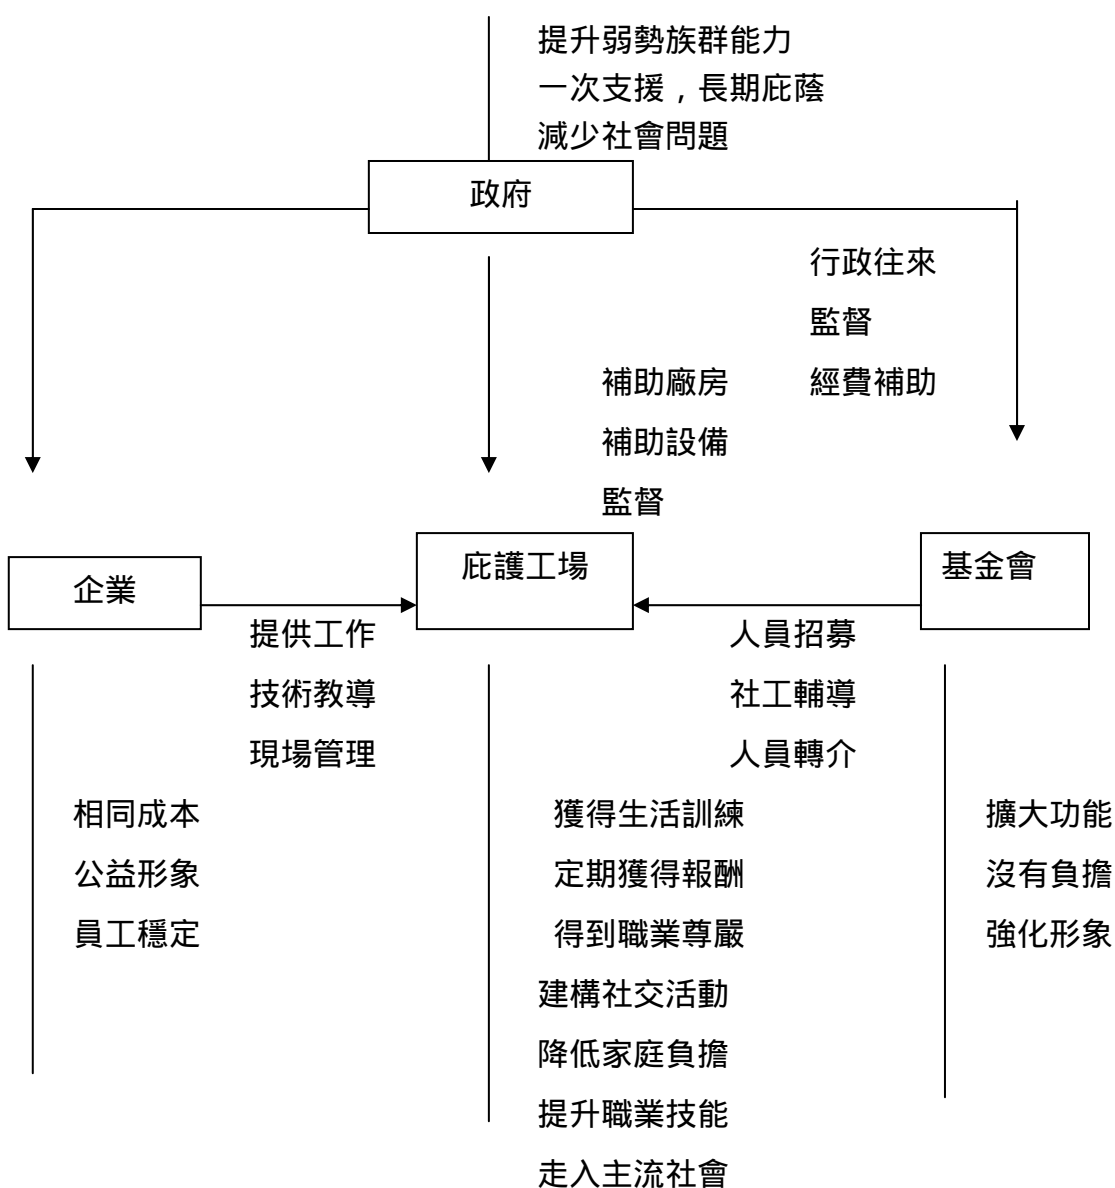 提升弱勢族群能力
一次支援，長期庇蔭
減少社會問題
政府
行政往來
監督
經費補助
補助廠房
補助設備
監督
企業
庇護工場
基金會
提供工作
技術教導
現場管理
人員招募
社工輔導
人員轉介
相同成本
公益形象
員工穩定
獲得生活訓練
定期獲得報酬
得到職業尊嚴
建構社交活動
降低家庭負擔
提升職業技能
走入主流社會
擴大功能
沒有負擔
強化形象